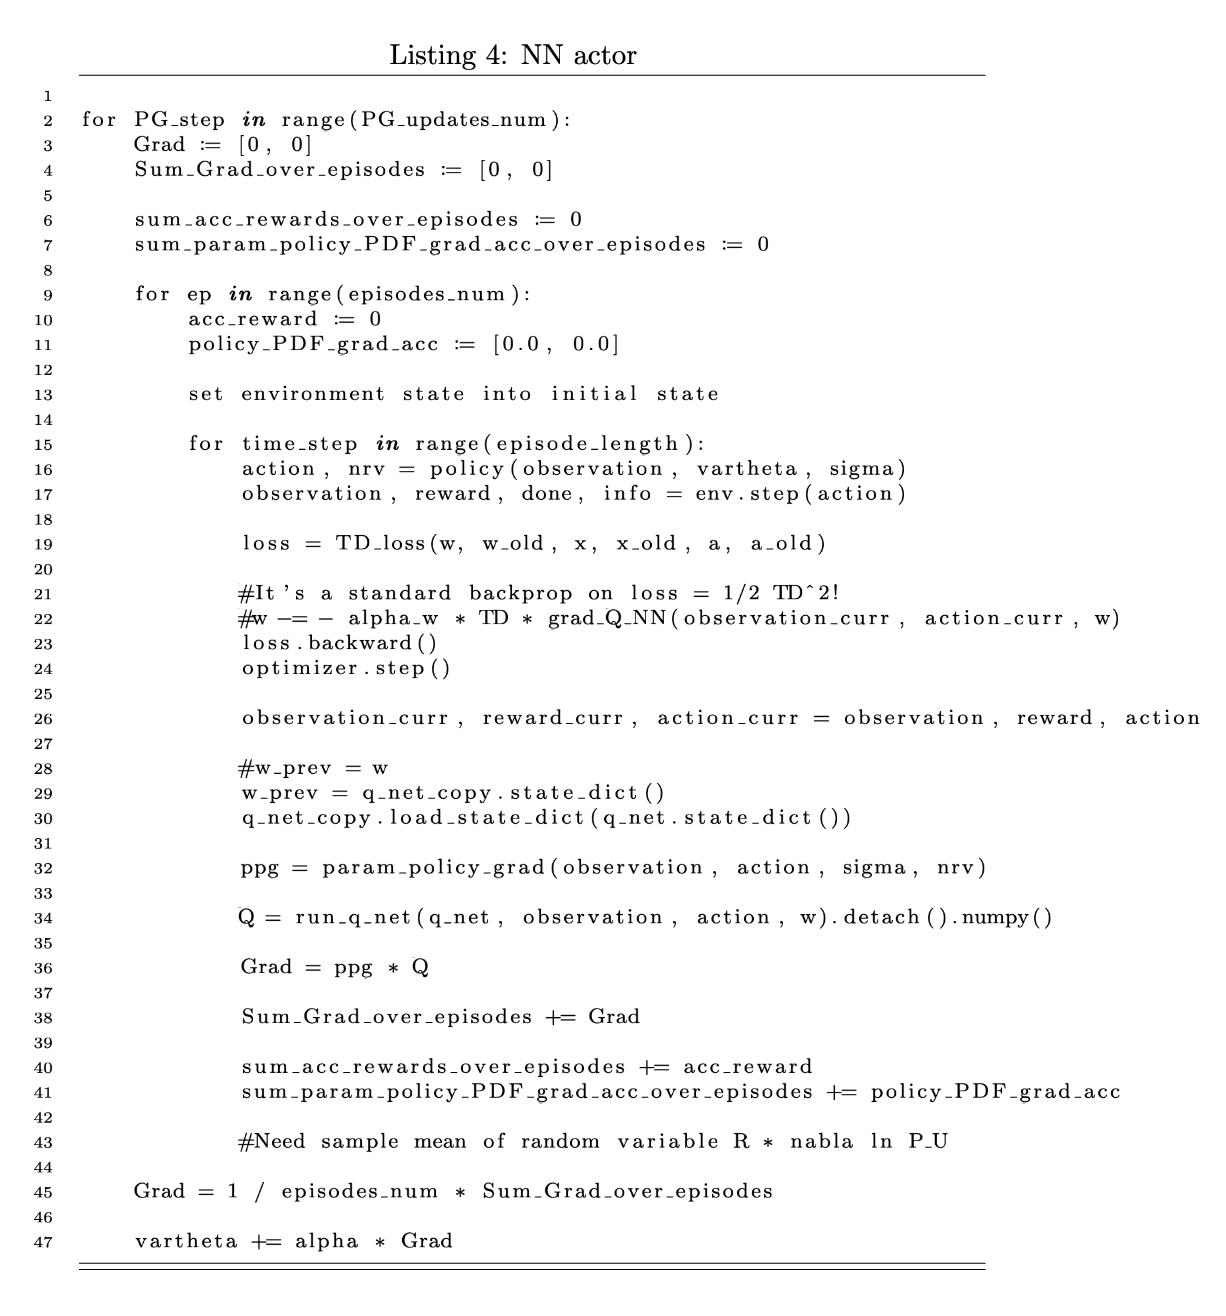 Listing 4: NN actor
1
2 for PG_step in range(PG_updates_num):
3 Grad := [0, 0]
4 Sum_Grad_over_episodes := [0, 0]
5
6 sum_acc_rewards_over_episodes := 0
7 sum_param_policy_PDF_grad_acc_over_episodes := 0
8
9 for ep in range(episodes_num):
10 acc_reward := 0
11 policy_PDF_grad_acc := [0.0, 0.0]
12
13 set environment state into initial state
14
15 for time_step in range(episode_length):
16 action, nrv = policy(observation, vartheta, sigma)
17 observation, reward, done, info = env.step(action)
18
19 loss = TD_loss(w, w_old, x, x_old, a, a_old)
20
21 #It's a standard backprop on loss = 1/2 TD^2!
22 #w -= - alpha_w * TD * grad_Q_NN(observation_curr, action_curr, w)
23 loss.backward()
24 optimizer.step()
25
26 observation_curr, reward_curr, action_curr = observation, reward, action
27
28 #w_prev = w
29 w_prev = q_net_copy.state_dict()
30 q_net_copy.load_state_dict(q_net.state_dict())
31
32 ppg = param_policy_grad(observation, action, sigma, nrv)
33
34 Q = run_q_net(q_net, observation, action, w).detach().numpy()
35
36 Grad = ppg * Q
37
38 Sum_Grad_over_episodes += Grad
39
40 sum_acc_rewards_over_episodes += acc_reward
41 sum_param_policy_PDF_grad_acc_over_episodes += policy_PDF_grad_acc
42
43 #Need sample mean of random variable R * nabla ln P_U
44
45 Grad = 1 / episodes_num * Sum_Grad_over_episodes
46
47 vartheta += alpha * Grad